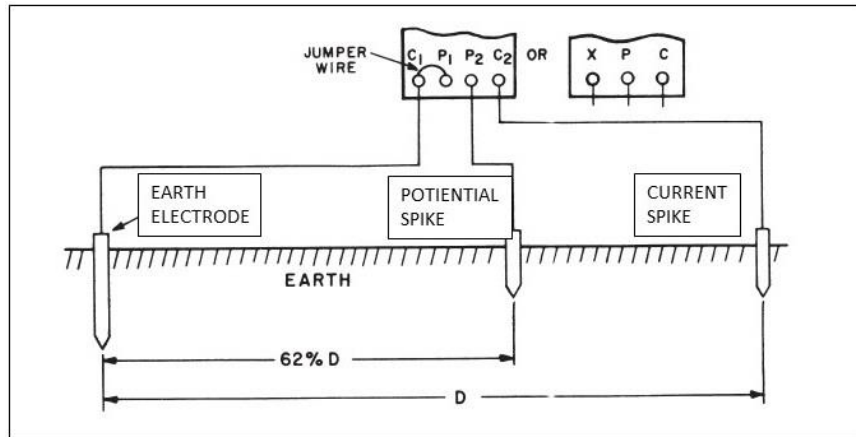 JUMPER
WIRE
C1 P1 P2 C2 OR X P C
EARTH
ELECTRODE
POTIENTIAL
SPIKE
CURRENT
SPIKE
EARTH
62% D
D